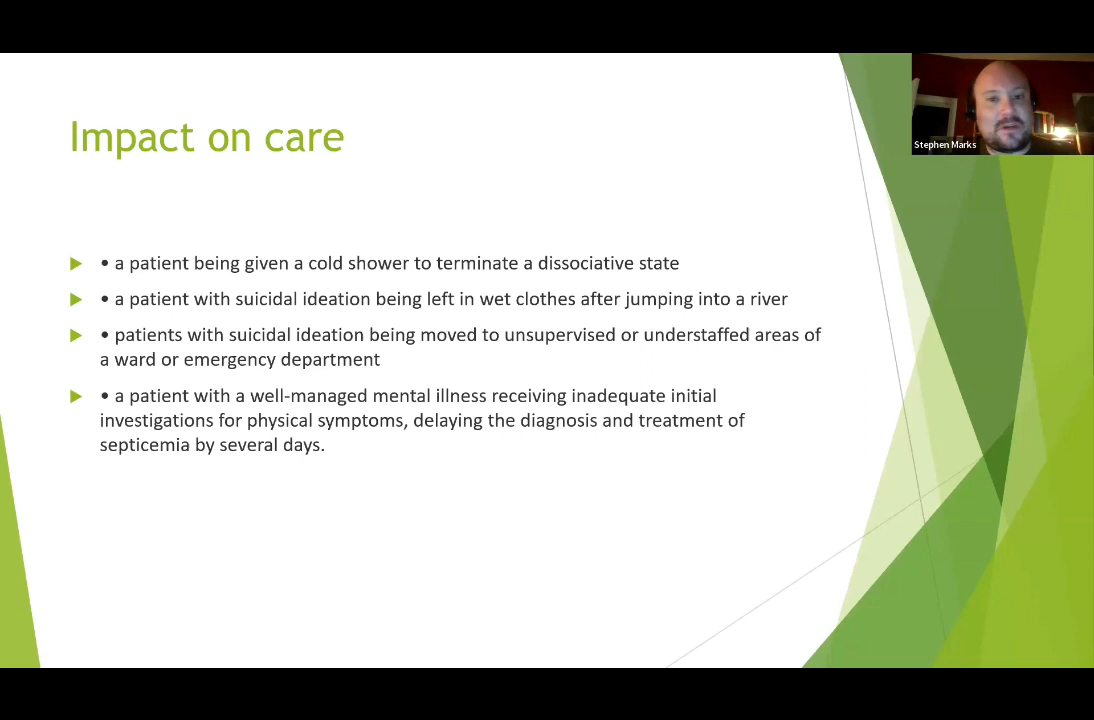 Impact on care
Stephen Marks
• a patient being given a cold shower to terminate a dissociative state
• a patient with suicidal ideation being left in wet clothes after jumping into a river
• patients with suicidal ideation being moved to unsupervised or understaffed areas of
a ward or emergency department
• a patient with a well-managed mental illness receiving inadequate initial
investigations for physical symptoms, delaying the diagnosis and treatment of
septicemia by several days.